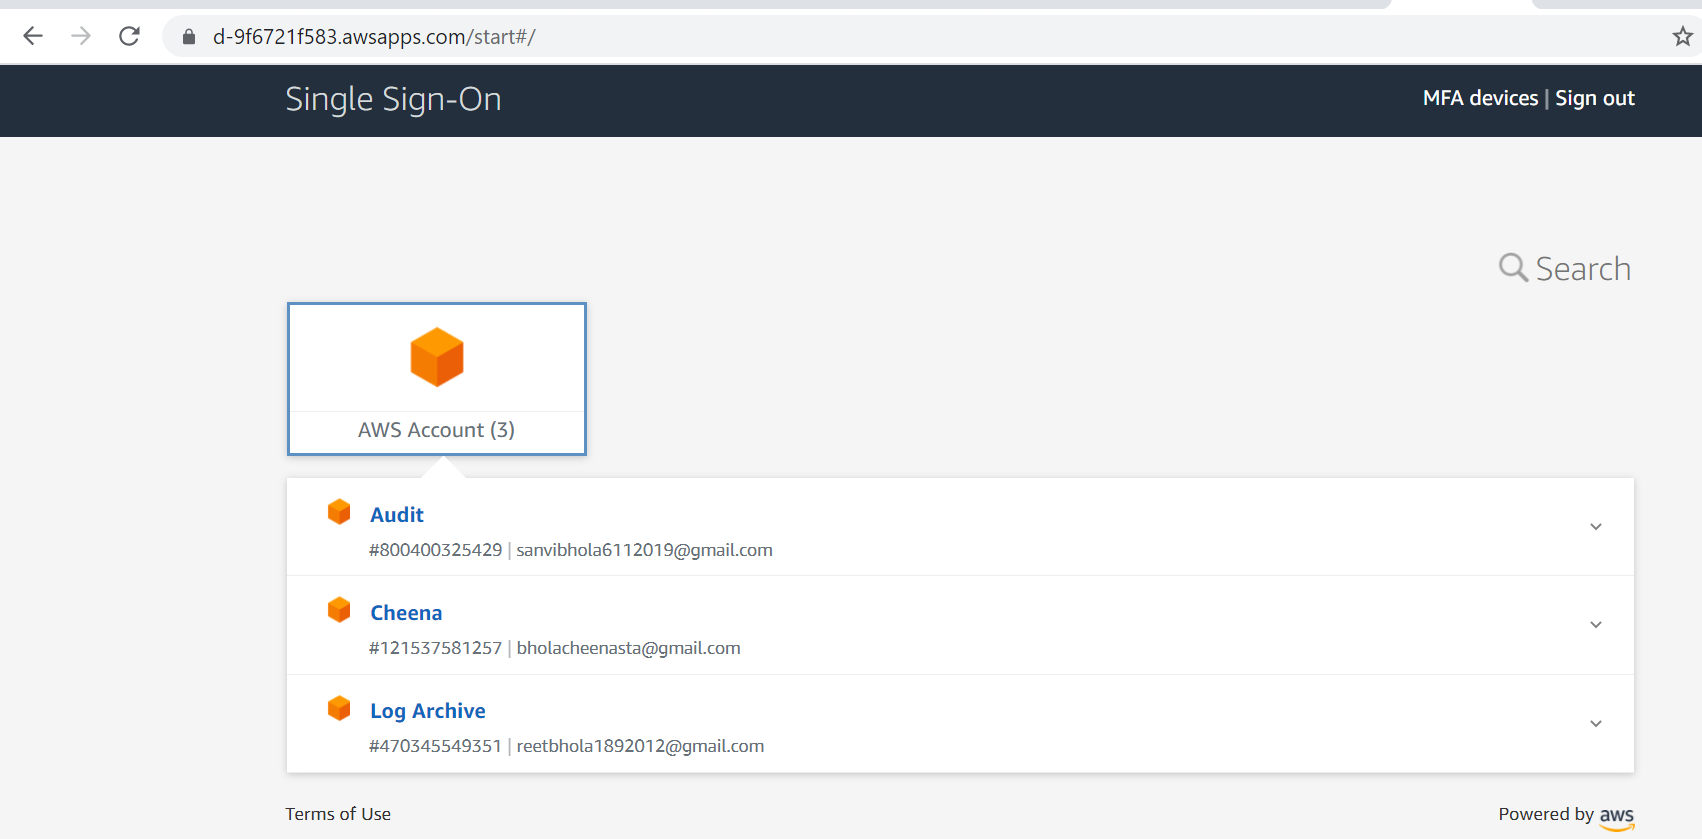 d-9f6721f583.awsapps.com/start#/
Single Sign-On
MFA devices | Sign out
Search
AWS Account (3)
Audit
#800400325429 | sanvibhola6112019@gmail.com
Cheena
#121537581257 | bholacheenasta@gmail.com
Log Archive
#470345549351 | reetbhola1892012@gmail.com
Terms of Use
Powered by aws